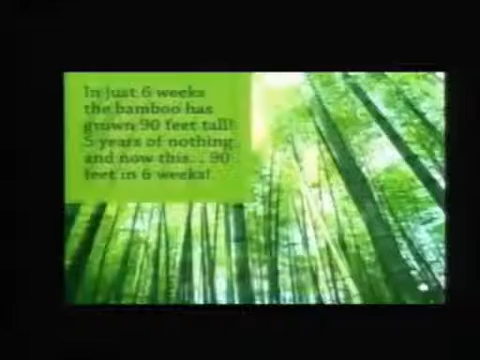 In just 6 weeks
the bamboo has
grown 90 feet tall!
5 years of nothing
and now this... 90
feet in 6 weeks!